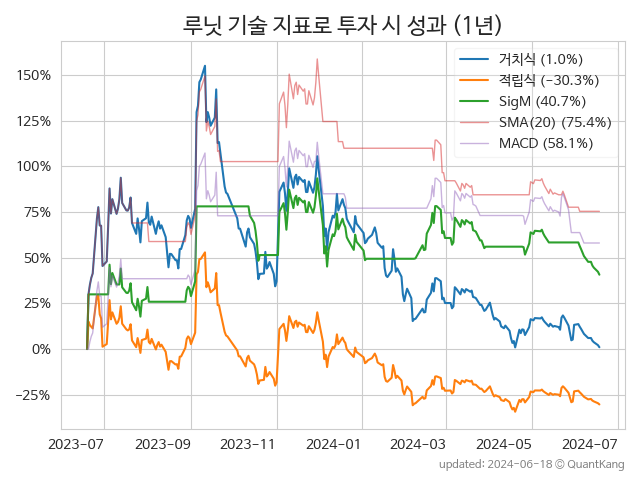 루닛 기술 지표로 투자 시 성과 (1년)
거치식 (1.0%)
적립식 (−30.3%)
SigM (40.7%)
SMA(20) (75.4%)
MACD (58.1%)
150%
125%
100%
75%
50%
25%
0%
−25%
2023-07 2023-09 2023-11 2024-01 2024-03 2024-05 2024-07
updated: 2024-06-18 © QuantKang